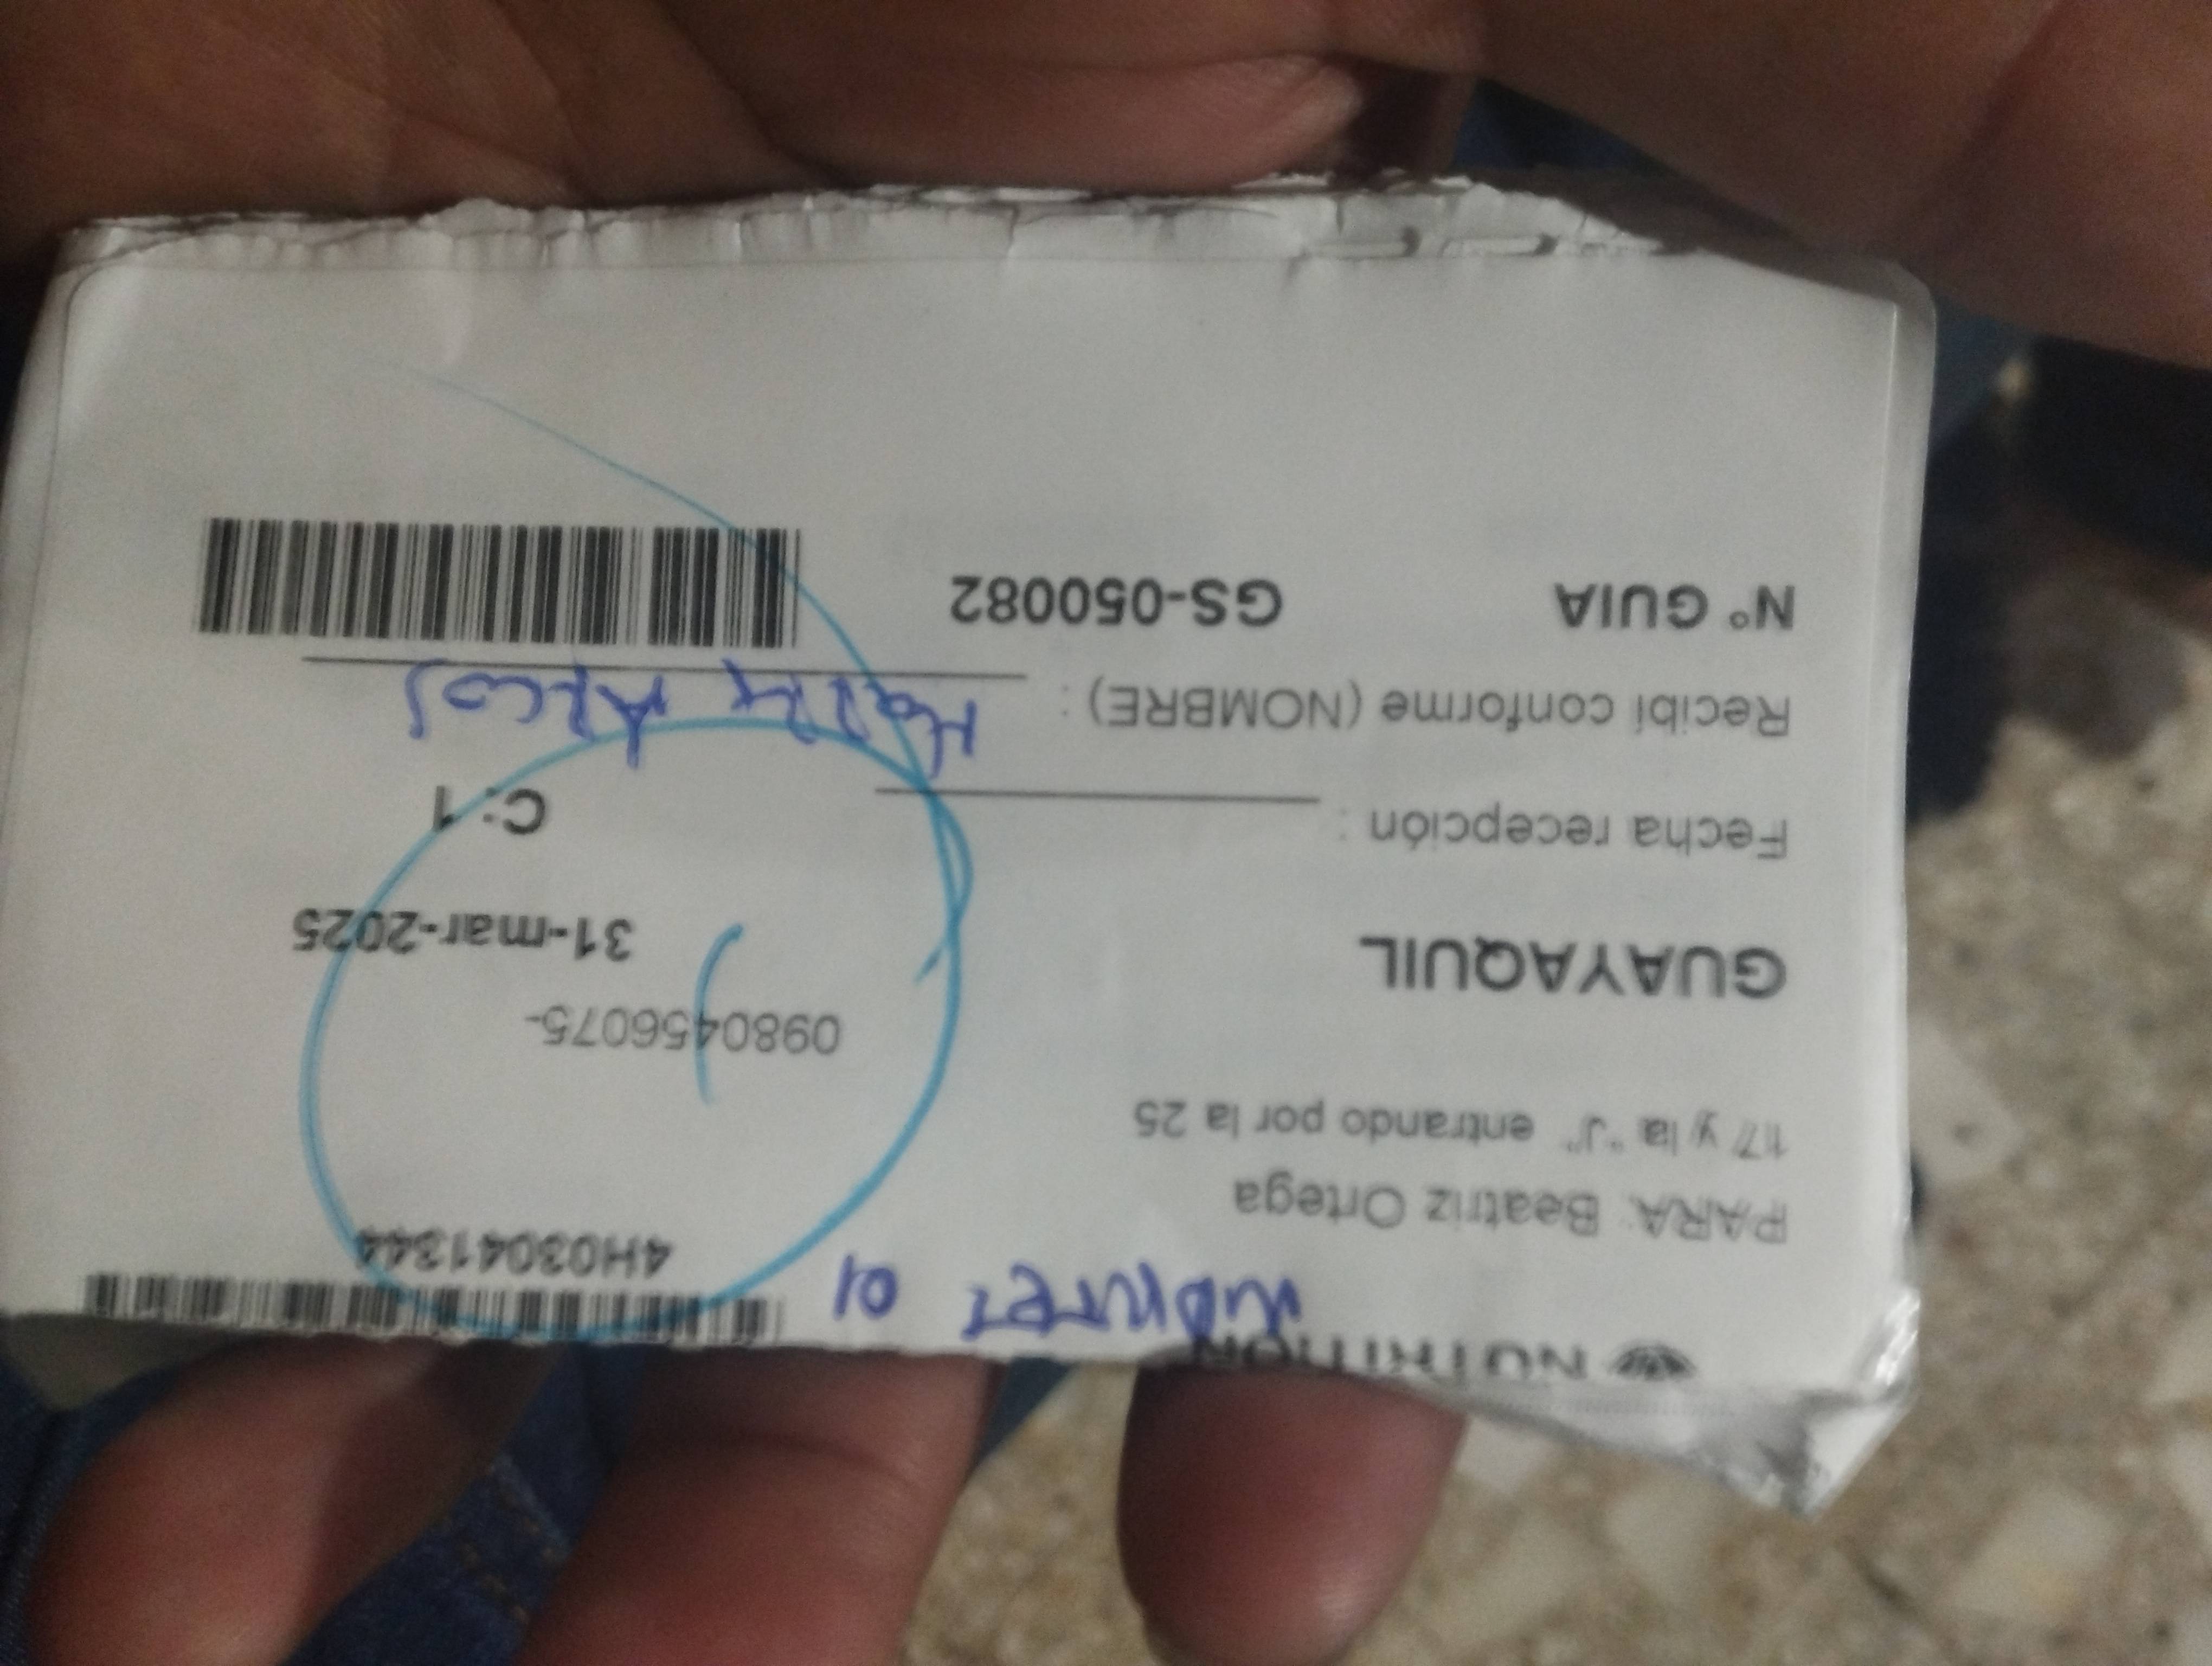 NUTRITION
4H03041344
PARA: Beatriz Ortega
17 y la "J" entrando por la 25
0980456075-
GUAYAQUIL
31-mar-2025
Fecha recepción :
C: 1
Recibí conforme (NOMBRE) :
N° GUIA
GS-050082